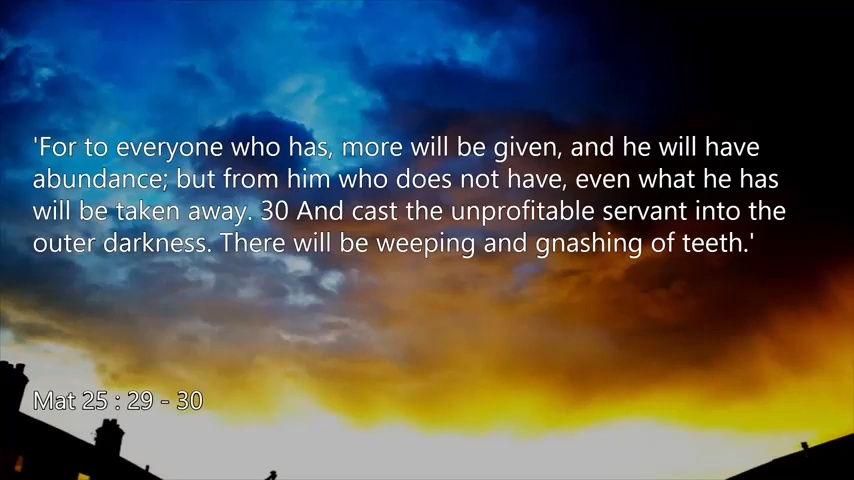 'For to everyone who has, more will be given, and he will have
abundance; but from him who does not have, even what he has
will be taken away. 30 And cast the unprofitable servant into the
outer darkness. There will be weeping and gnashing of teeth.'
Mat 25 : 29 - 30